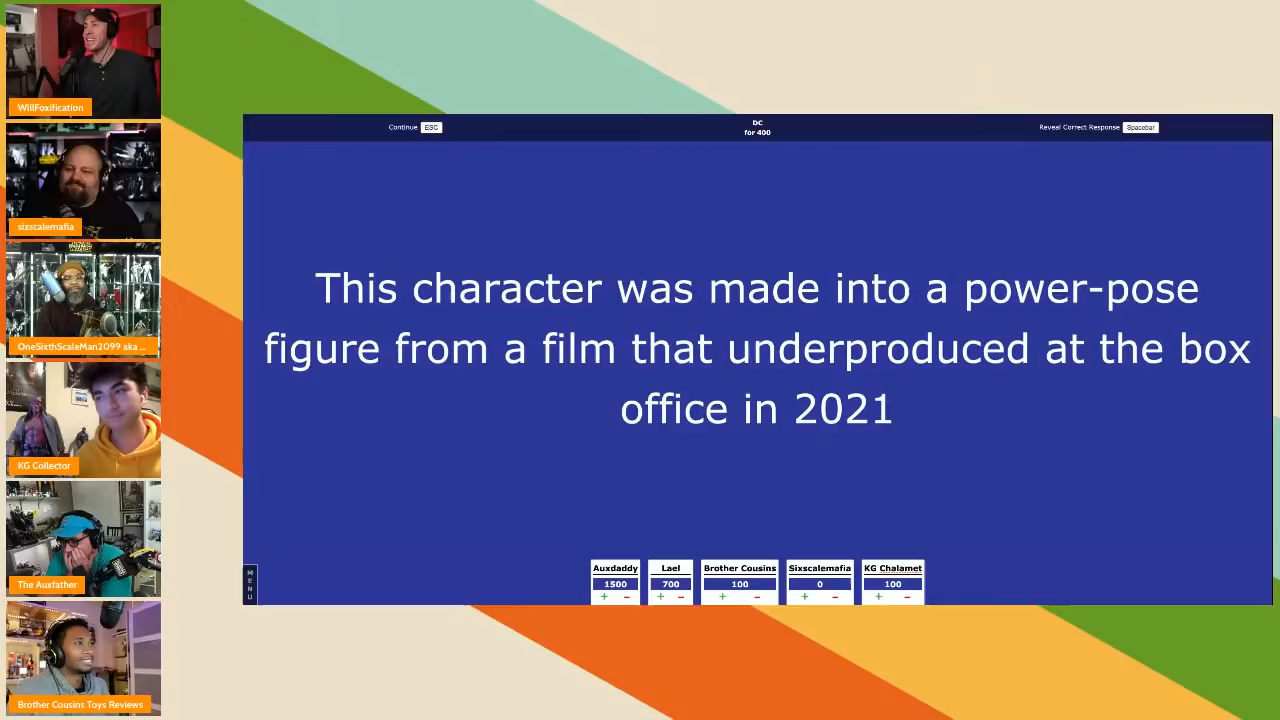 WillFoxification
sixscalemafia
OneSixthScaleMan2099 aka ...
KG Collector
The Auxfather
Brother Cousins Toys Reviews
Continue ESC
DC
for 400
Reveal Correct Response Spacebar
This character was made into a power-pose
figure from a film that underproduced at the box
office in 2021
MENU
Auxdaddy Lael Brother Cousins Sixscalemafia KG Chalamet
1500 700 100 0 100
+ − + − + − + − + −